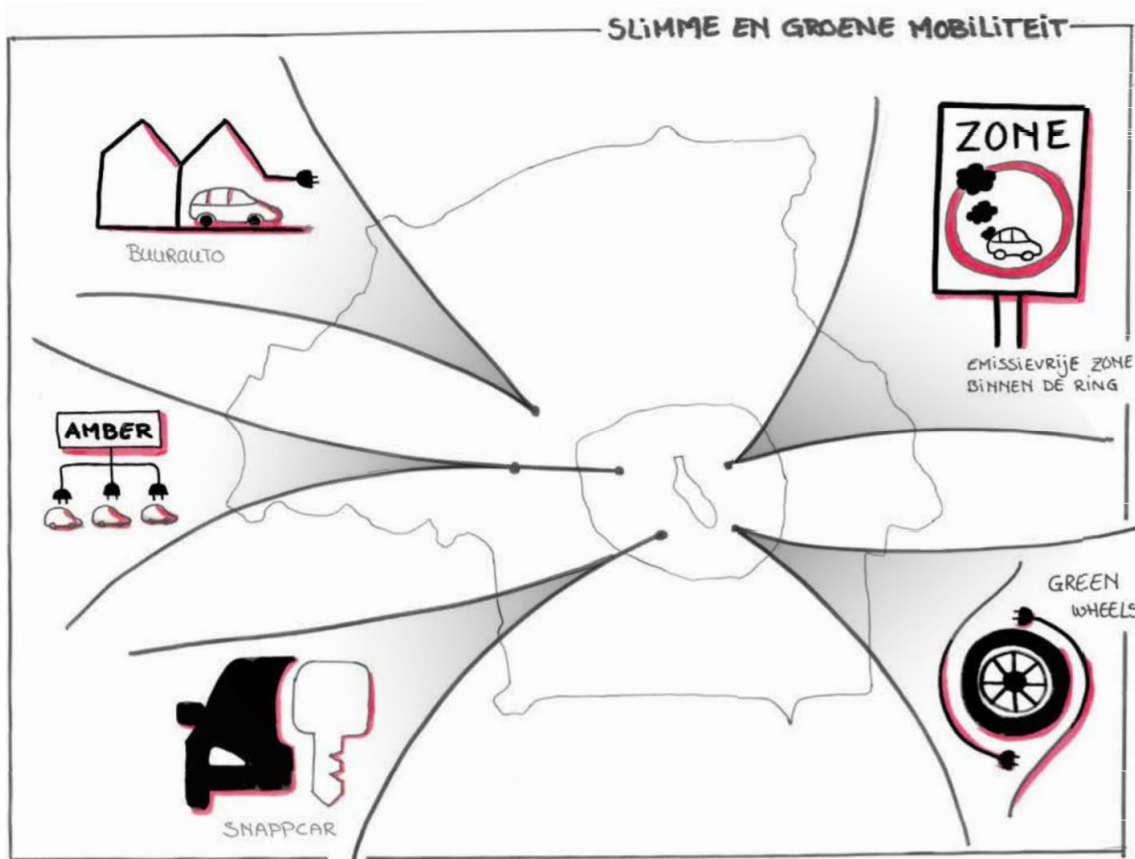 SLIMME EN GROENE MOBILITEIT
BUURAUTO
ZONE
EMISSIEVRIJE ZONE
BINNEN DE RING
AMBER
GREEN
WHEELS
SNAPPCAR